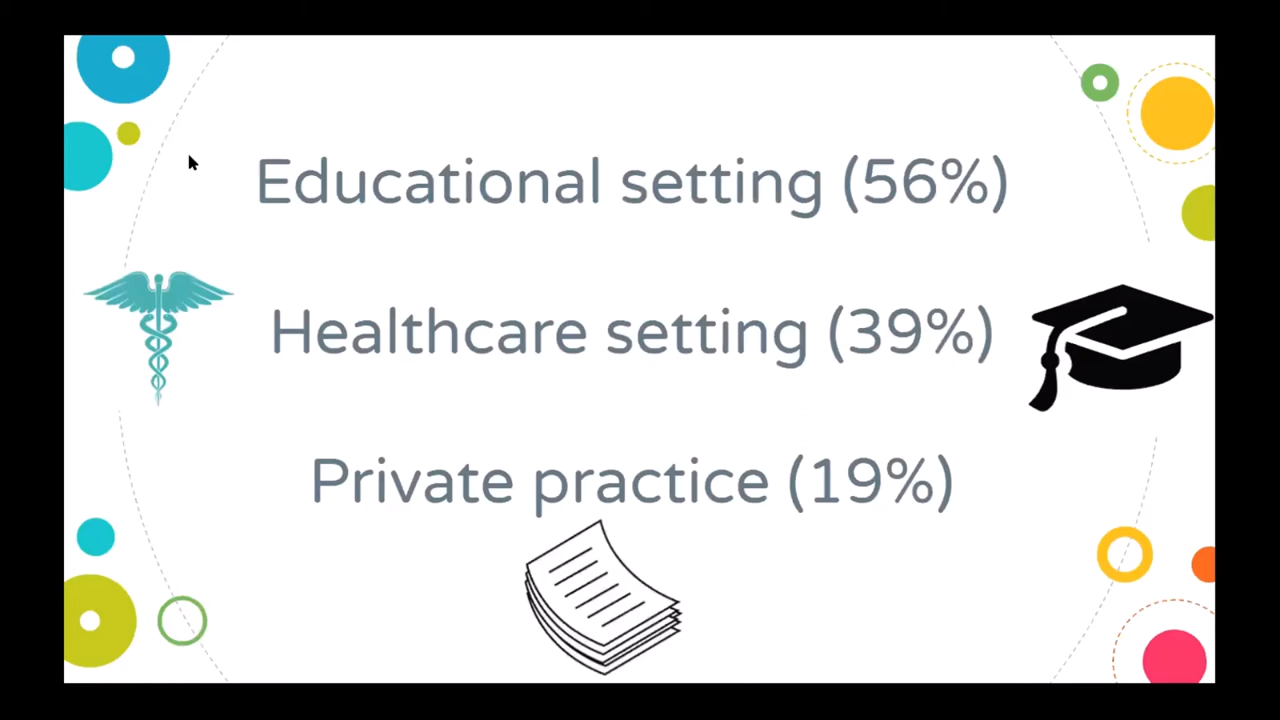 Educational setting (56%)
Healthcare setting (39%)
Private practice (19%)